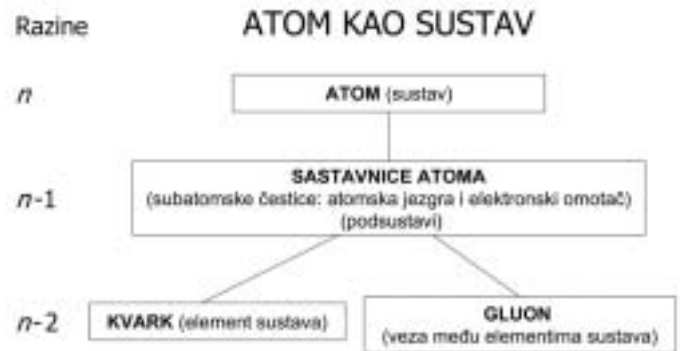 Razine
ATOM KAO SUSTAV
n
ATOM (sustav)
n-1
SASTAVNICE ATOMA
(subatomske čestice: atomska jezgra i elektronski omotač)
(podsustavi)
n-2
KVARK (element sustava)
GLUON
(veza među elementima sustava)